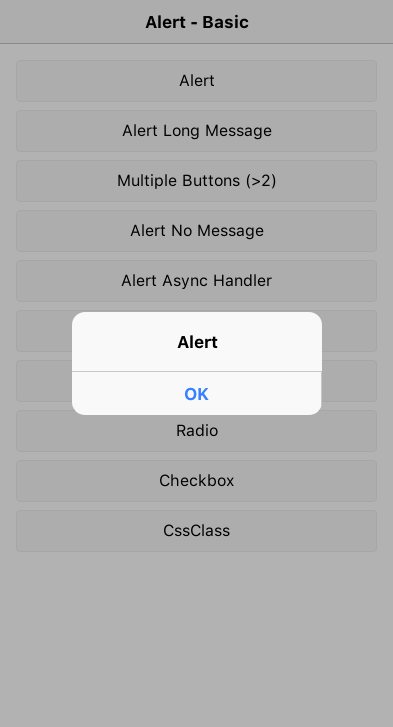 Alert - Basic
Alert
Alert Long Message
Multiple Buttons (>2)
Alert No Message
Alert Async Handler
Alert
OK
Radio
Checkbox
CssClass